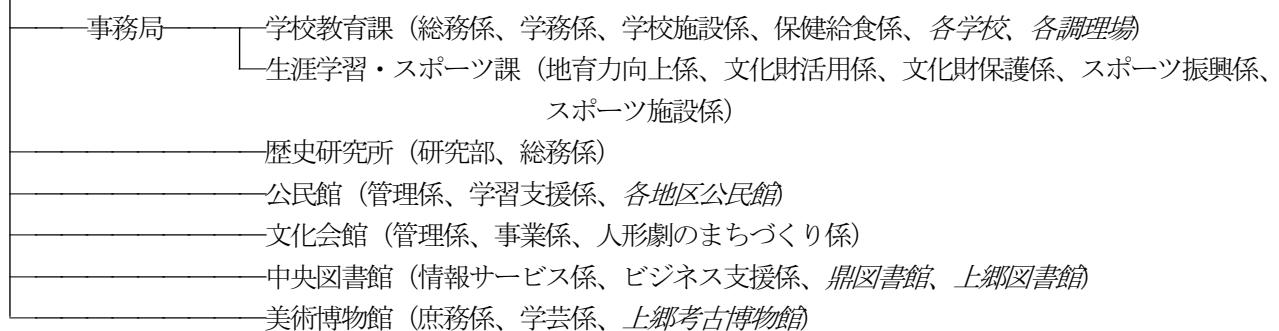 事務局 学校教育課（総務係、学務係、学校施設係、保健給食係、各学校、各調理場）
生涯学習・スポーツ課（地育力向上係、文化財活用係、文化財保護係、スポーツ振興係、
スポーツ施設係）
歴史研究所（研究部、総務係）
公民館（管理係、学習支援係、各地区公民館）
文化会館（管理係、事業係、人形劇のまちづくり係）
中央図書館（情報サービス係、ビジネス支援係、鼎図書館、上郷図書館）
美術博物館（庶務係、学芸係、上郷考古博物館）